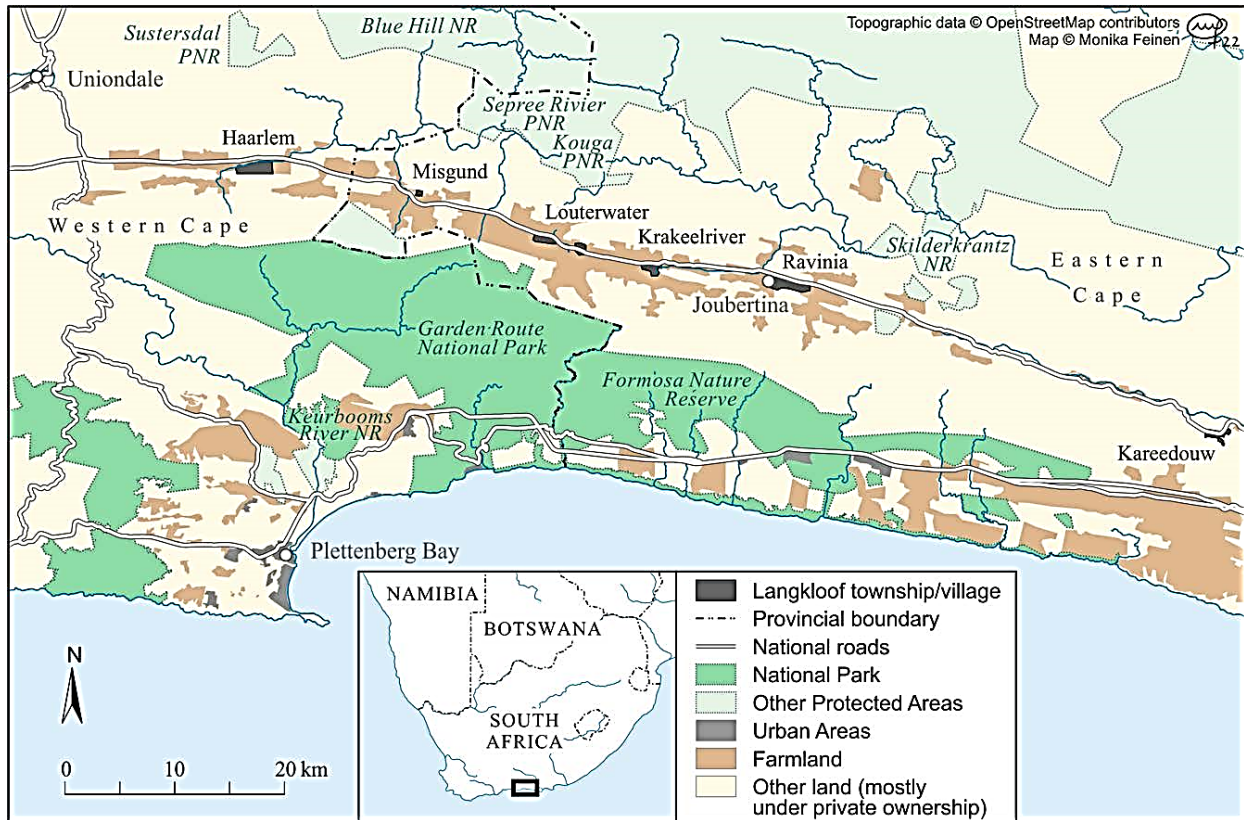 Topographic data © OpenStreetMap contributors
Map © Monika Feinen
22
Sustersdal
PNR
Blue Hill NR
Uniondale
Sepree Rivier
PNR
Kouga
PNR
Haarlem
Misgund
Western Cape
Louterwater
Krakeelriver
Ravinia
Joubertina
Skilderkrantz
NR
Eastern
Cape
Garden Route
National Park
Formosa Nature
Reserve
Keurbooms
River NR
Kareedouw
Plettenberg Bay
N
0 10 20 km
NAMIBIA
BOTSWANA
SOUTH
AFRICA
Langkloof township/village
Provincial boundary
National roads
National Park
Other Protected Areas
Urban Areas
Farmland
Other land (mostly
under private ownership)